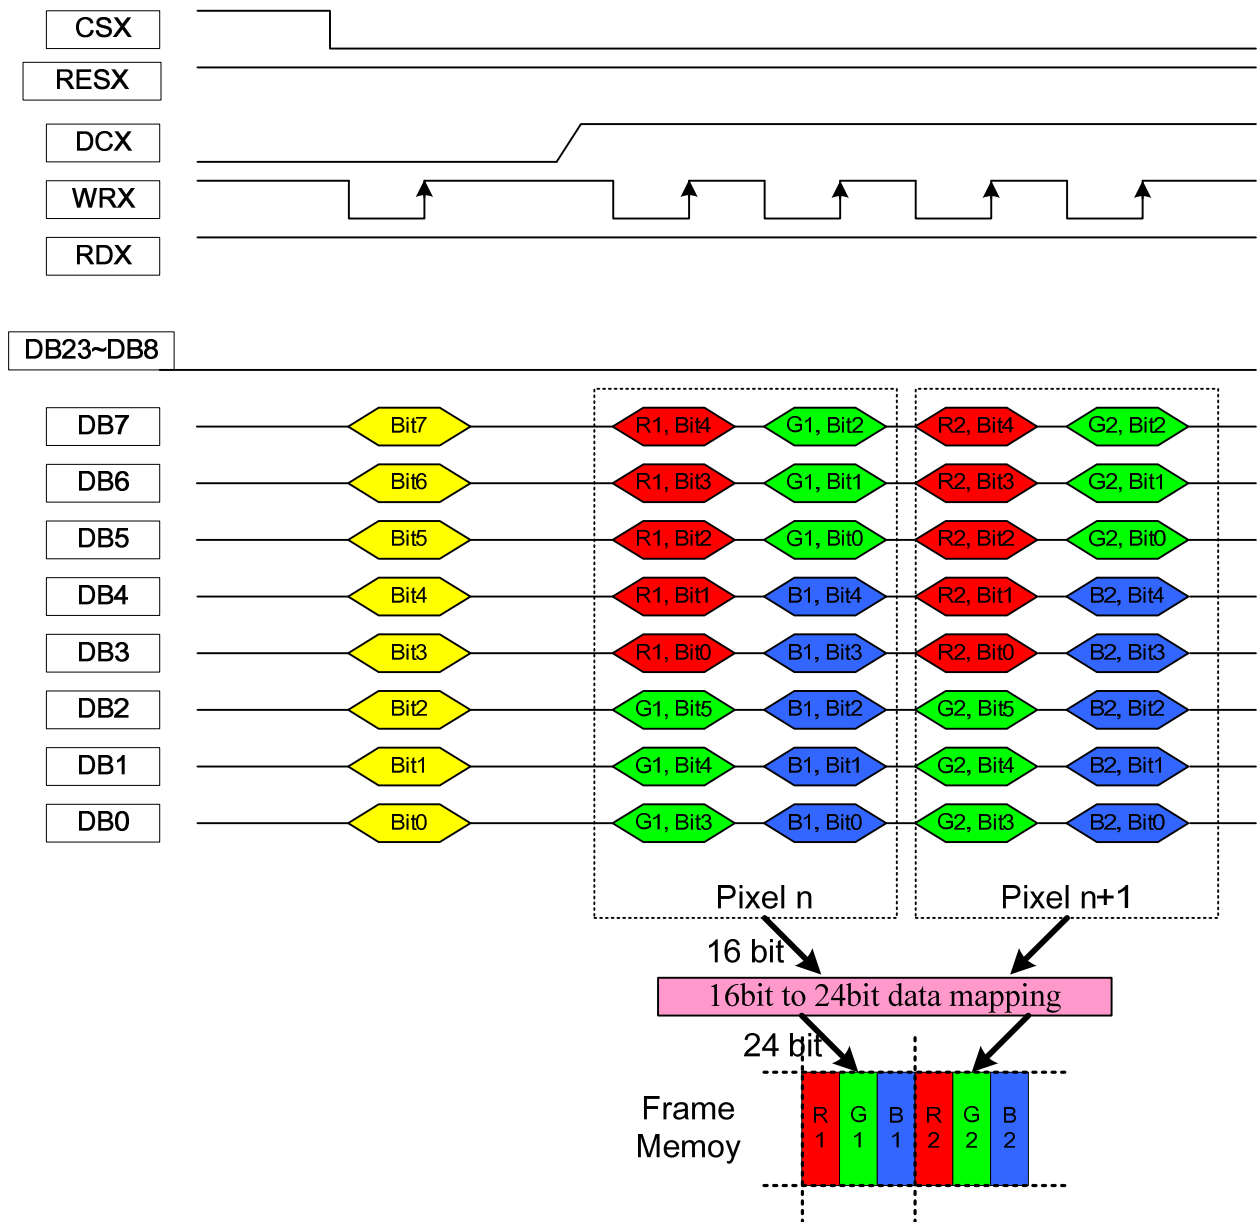 CSX
RESX
DCX
WRX
RDX
DB23~DB8
DB7 Bit7 R1, Bit4 G1, Bit2 R2, Bit4 G2, Bit2
DB6 Bit6 R1, Bit3 G1, Bit1 R2, Bit3 G2, Bit1
DB5 Bit5 R1, Bit2 G1, Bit0 R2, Bit2 G2, Bit0
DB4 Bit4 R1, Bit1 B1, Bit4 R2, Bit1 B2, Bit4
DB3 Bit3 R1, Bit0 B1, Bit3 R2, Bit0 B2, Bit3
DB2 Bit2 G1, Bit5 B1, Bit2 G2, Bit5 B2, Bit2
DB1 Bit1 G1, Bit4 B1, Bit1 G2, Bit4 B2, Bit1
DB0 Bit0 G1, Bit3 B1, Bit0 G2, Bit3 B2, Bit0
Pixel n Pixel n+1
16 bit
16bit to 24bit data mapping
24 bit
Frame
Memoy
R G B R G B
1 1 1 2 2 2